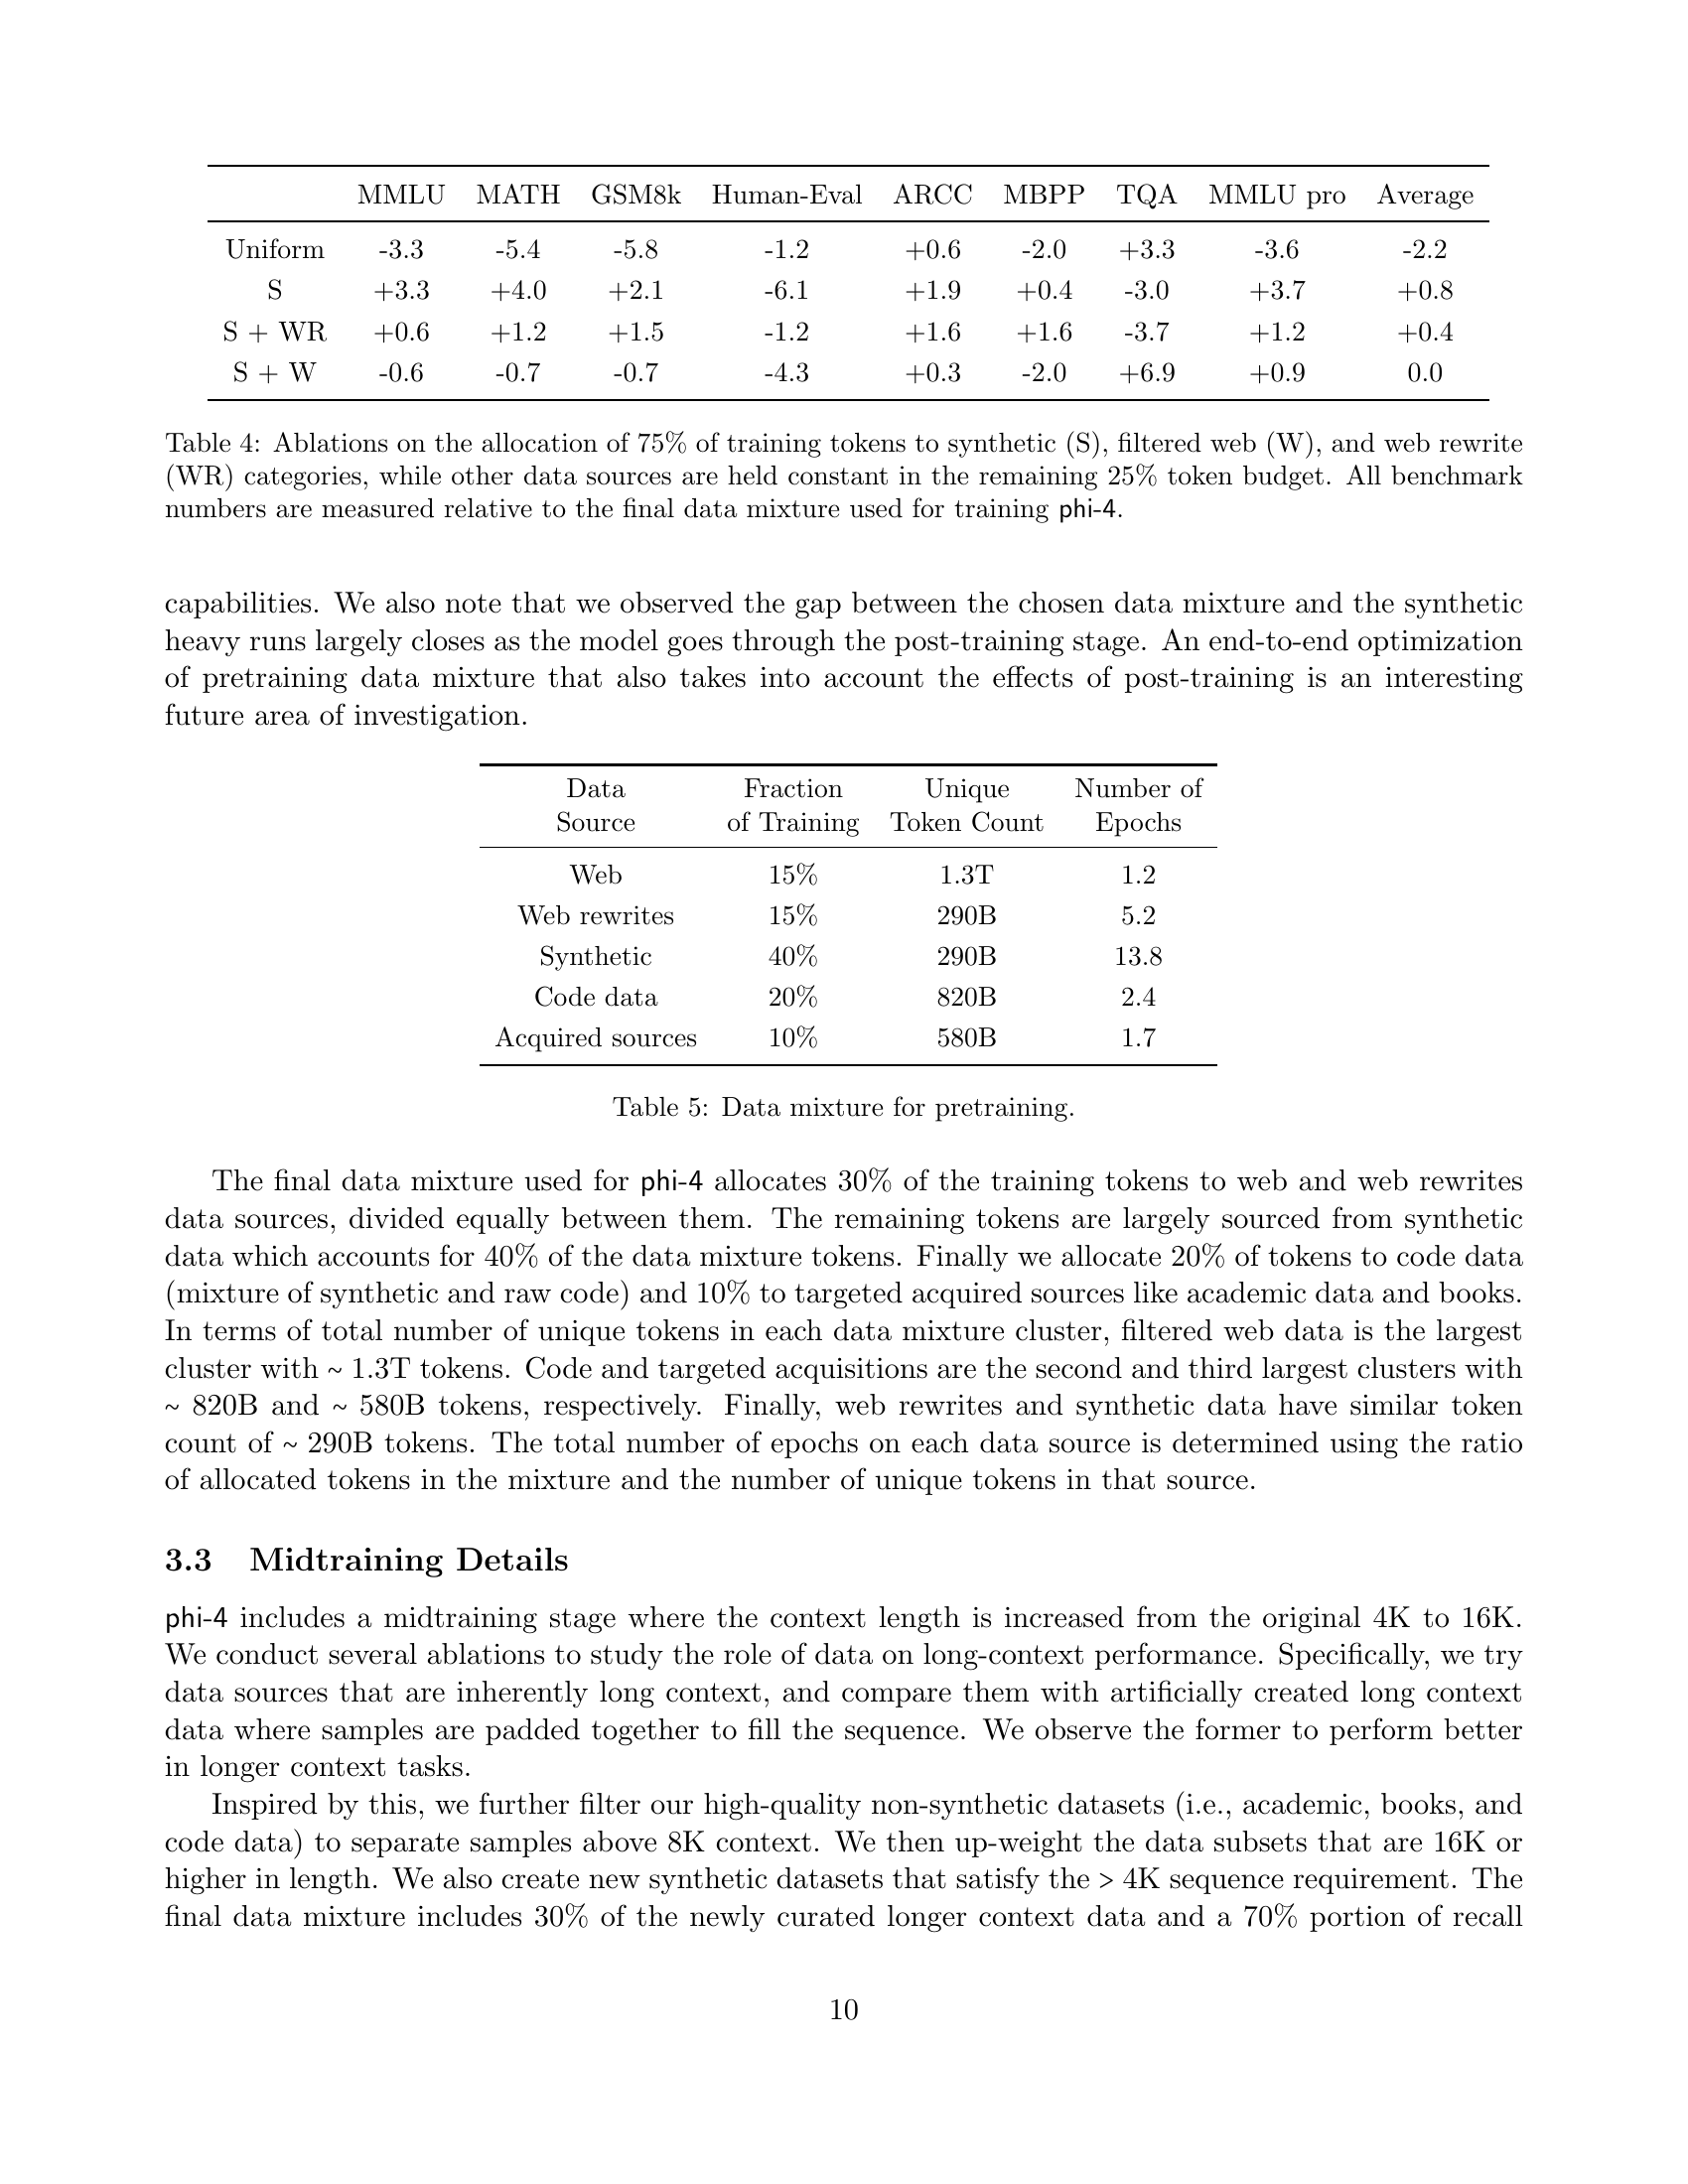 MMLU MATH GSM8k Human-Eval ARCC MBPP TQA MMLU pro Average
Uniform -3.3 -5.4 -5.8 -1.2 +0.6 -2.0 +3.3 -3.6 -2.2
S +3.3 +4.0 +2.1 -6.1 +1.9 +0.4 -3.0 +3.7 +0.8
S + WR +0.6 +1.2 +1.5 -1.2 +1.6 +1.6 -3.7 +1.2 +0.4
S + W -0.6 -0.7 -0.7 -4.3 +0.3 -2.0 +6.9 +0.9 0.0
Table 4: Ablations on the allocation of 75% of training tokens to synthetic (S), filtered web (W), and web rewrite
(WR) categories, while other data sources are held constant in the remaining 25% token budget. All benchmark
numbers are measured relative to the final data mixture used for training phi-4.
capabilities. We also note that we observed the gap between the chosen data mixture and the synthetic
heavy runs largely closes as the model goes through the post-training stage. An end-to-end optimization
of pretraining data mixture that also takes into account the effects of post-training is an interesting
future area of investigation.
Data Fraction Unique Number of
Source of Training Token Count Epochs
Web 15% 1.3T 1.2
Web rewrites 15% 290B 5.2
Synthetic 40% 290B 13.8
Code data 20% 820B 2.4
Acquired sources 10% 580B 1.7
Table 5: Data mixture for pretraining.
The final data mixture used for phi-4 allocates 30% of the training tokens to web and web rewrites
data sources, divided equally between them. The remaining tokens are largely sourced from synthetic
data which accounts for 40% of the data mixture tokens. Finally we allocate 20% of tokens to code data
(mixture of synthetic and raw code) and 10% to targeted acquired sources like academic data and books.
In terms of total number of unique tokens in each data mixture cluster, filtered web data is the largest
cluster with ~ 1.3T tokens. Code and targeted acquisitions are the second and third largest clusters with
~ 820B and ~ 580B tokens, respectively. Finally, web rewrites and synthetic data have similar token
count of ~ 290B tokens. The total number of epochs on each data source is determined using the ratio
of allocated tokens in the mixture and the number of unique tokens in that source.
3.3 Midtraining Details
phi-4 includes a midtraining stage where the context length is increased from the original 4K to 16K.
We conduct several ablations to study the role of data on long-context performance. Specifically, we try
data sources that are inherently long context, and compare them with artificially created long context
data where samples are padded together to fill the sequence. We observe the former to perform better
in longer context tasks.
Inspired by this, we further filter our high-quality non-synthetic datasets (i.e., academic, books, and
code data) to separate samples above 8K context. We then up-weight the data subsets that are 16K or
higher in length. We also create new synthetic datasets that satisfy the > 4K sequence requirement. The
final data mixture includes 30% of the newly curated longer context data and a 70% portion of recall
10